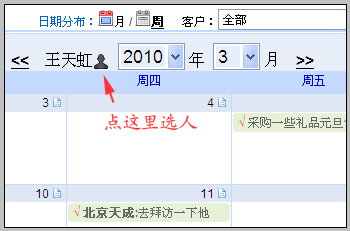 日期分布： 月 / 周 客户： 全部
<< 王天虹 2010 年 3 月 >>
周四 周五
3 4
点这里选人
√ 采购一些礼品元旦
10 11
√ 北京天成:去拜访一下他